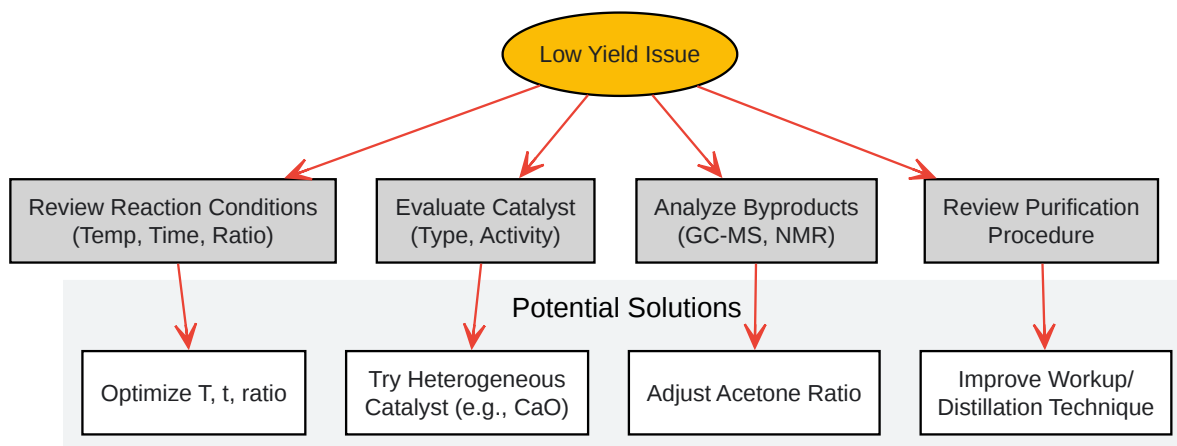 Low Yield Issue
Review Reaction Conditions
(Temp, Time, Ratio)
Evaluate Catalyst
(Type, Activity)
Analyze Byproducts
(GC-MS, NMR)
Review Purification
Procedure
Potential Solutions
Optimize T, t, ratio
Try Heterogeneous
Catalyst (e.g., CaO)
Adjust Acetone Ratio
Improve Workup/
Distillation Technique